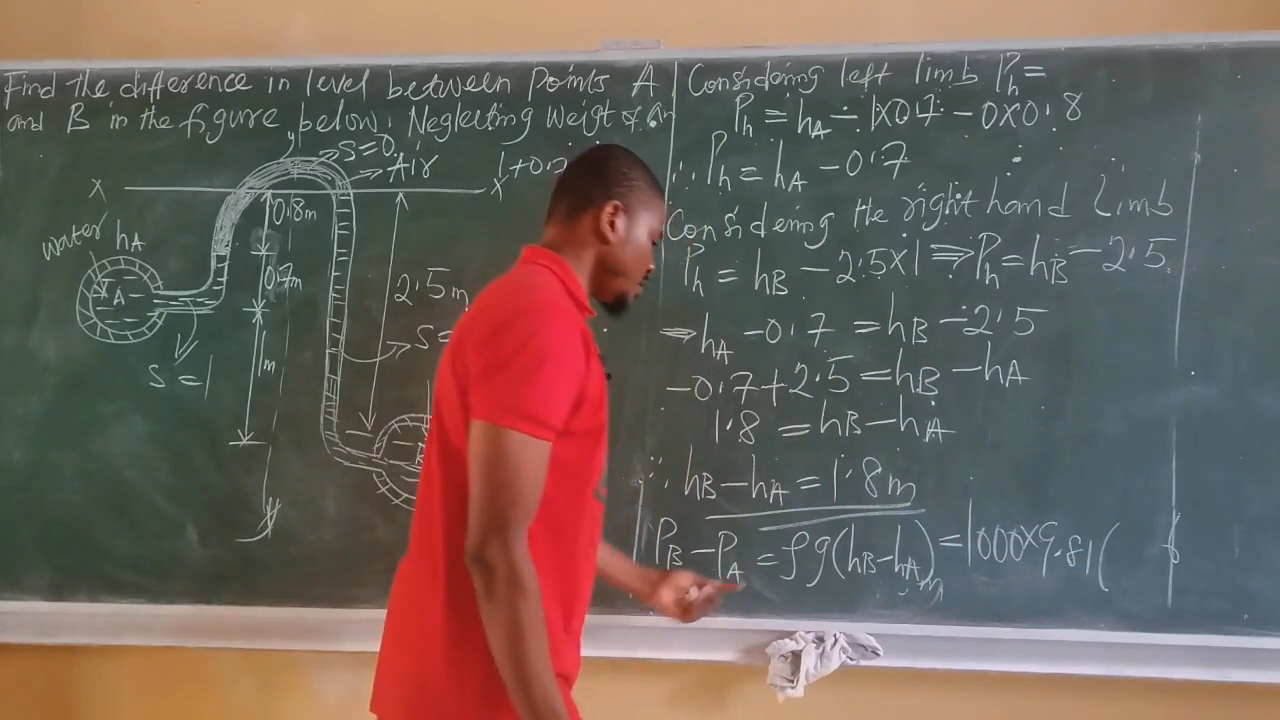 Find the difference in level between points A
and B in the figure below. Neglecting weigt of
S=0
Air
X
X
1+0.
0.8m
water
hA
A
0.7m
2.5m
S=
S=1
1m
Considering left limb Ph=
Ph = hA - 1x0.7 - 0x0.8
∴ Ph = hA - 0.7
Considering the right hand Limb
Ph = hB - 2.5x1 ⇒ Ph = hB - 2.5
⇒ hA - 0.7 = hB - 2.5
-0.7+2.5 = hB - hA
1.8 = hB - hA
∴ hB - hA = 1.8m
PB - PA = ρg(hB-hA) = 1000x9.81(